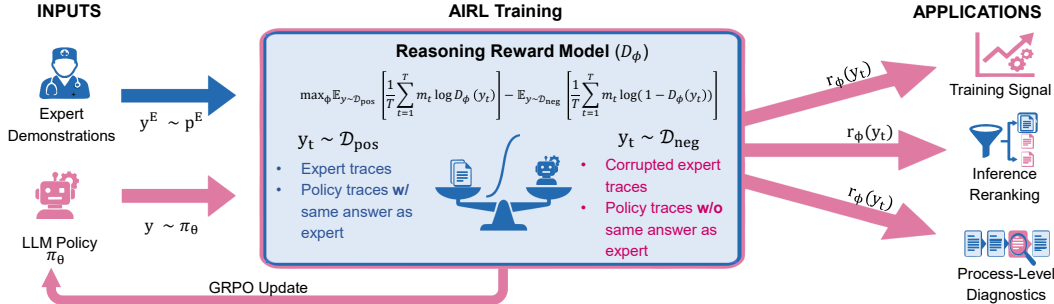 INPUTS
AIRL Training
APPLICATIONS
Reasoning Reward Model (D_ϕ)
max_ϕ 𝔼_{y~𝒟_pos} [ 1/T ∑_{t=1}^{T} m_t log D_ϕ (y_t) ] − 𝔼_{y~𝒟_neg} [ 1/T ∑_{t=1}^{T} m_t log( 1 − D_ϕ(y_t)) ]
Expert
Demonstrations
y^E ~ p^E
y ~ π_θ
LLM Policy
π_θ
y_t ~ 𝒟_pos
• Expert traces
• Policy traces w/
same answer as
expert
y_t ~ 𝒟_neg
• Corrupted expert
traces
• Policy traces w/o
same answer as
expert
GRPO Update
r_ϕ(y_t)
Training Signal
r_ϕ(y_t)
Inference
Reranking
r_ϕ(y_t)
Process-Level
Diagnostics